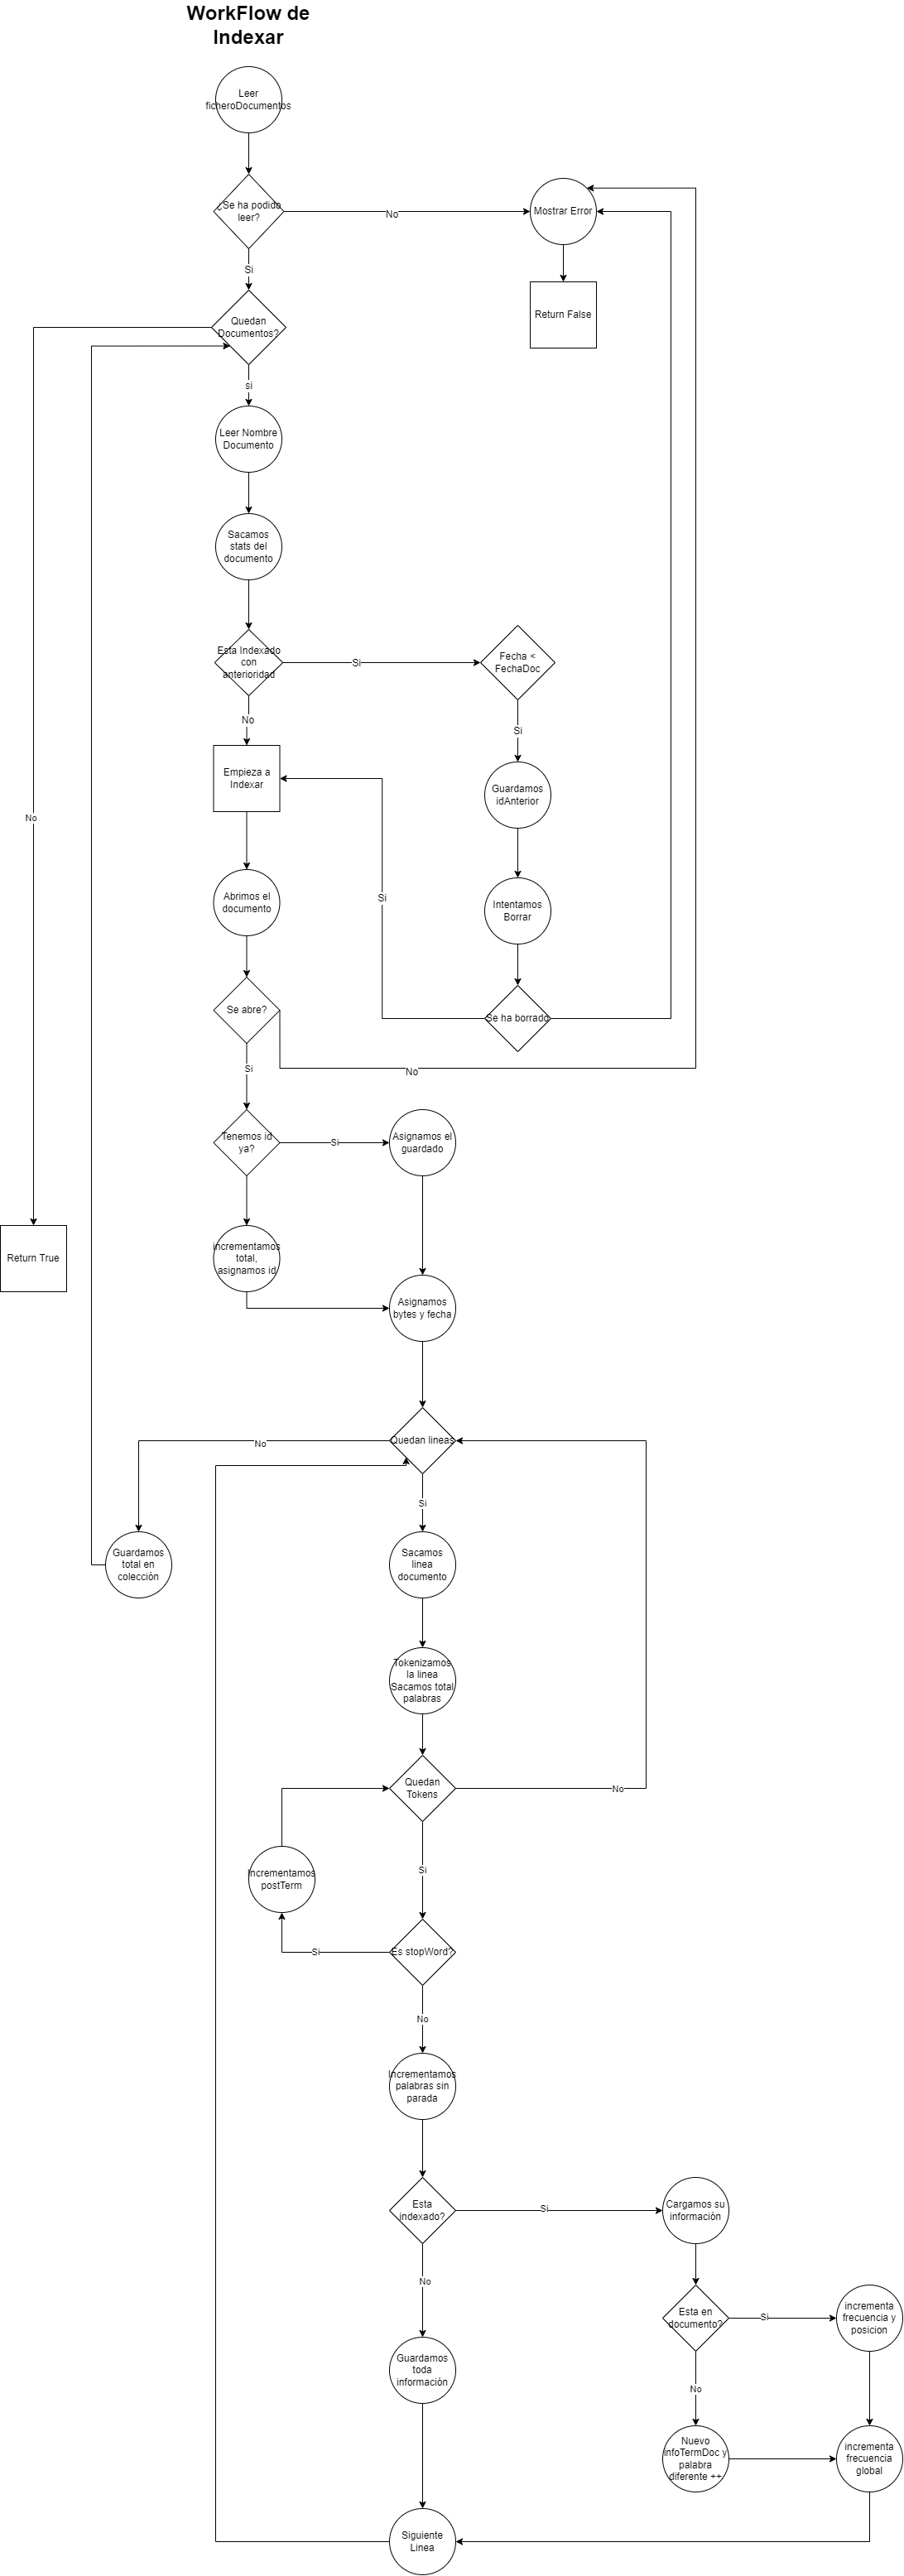 WorkFlow de
Indexar
Leer
ficheroDocumentos
¿Se ha podido
leer?
No
Mostrar Error
Si
Return False
Quedan
Documentos?
si
Leer Nombre
Documento
Sacamos
stats del
documento
Esta Indexado
con
anterioridad
Si
Fecha <
FechaDoc
No
Si
Empieza a
Indexar
Guardamos
idAnterior
No
Abrimos el
documento
Si
Intentamos
Borrar
Se abre?
Se ha borrado
Si
No
Tenemos id
ya?
Si
Asignamos el
guardado
Return True
incrementamos
total,
asignamos id
Asignamos
bytes y fecha
Quedan lineas
No
Si
Guardamos
total en
colección
Sacamos
linea
documento
Tokenizamos
la linea
Sacamos total
palabras
Quedan
Tokens
No
Si
Incrementamos
postTerm
Es stopWord?
Si
No
Incrementamos
palabras sin
parada
Esta
indexado?
Si
Cargamos su
información
No
Esta en
documento?
Si
incrementa
frecuencia y
posicion
Guardamos
toda
información
No
Nuevo
infoTermDoc y
palabra
diferente ++
incrementa
frecuencia
global
Siguiente
Linea